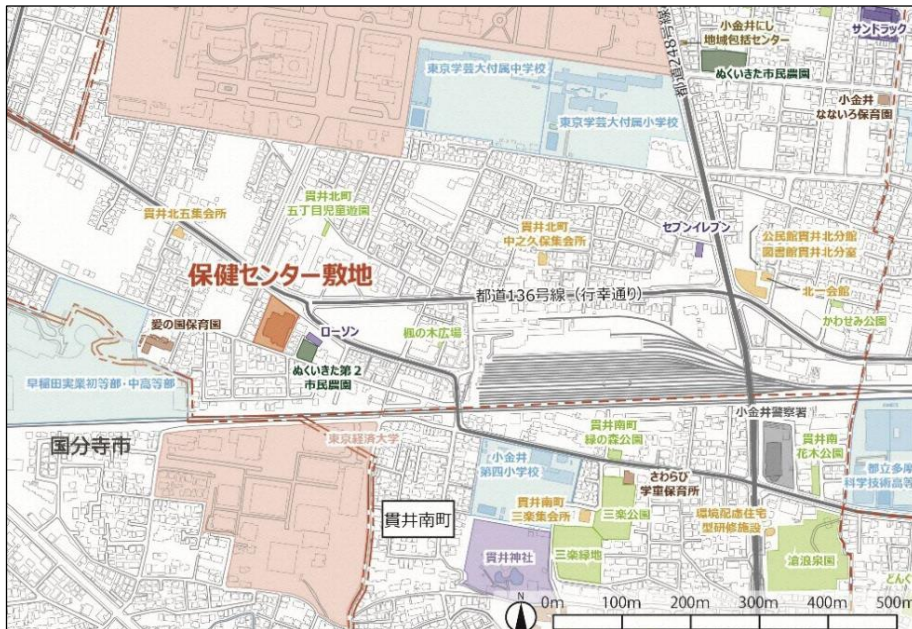 小金井にし
地域包括センター
サントラック
都道248号線
東京学芸大付属中学校
ぬくいきた市民農園
東京学芸大付属小学校
小金井
なないろ保育園
貫井北町
五丁目児童遊園
貫井北五集会所
貫井北町
中之久保集会所
セブンイレブン
公民館貫井北分館
図書館貫井北分室
保健センター敷地
都道136号線（行幸通り）
北一会館
愛の園保育園
ローソン
楓の木広場
かわせみ公園
ぬくいきた第２
市民農園
早稲田実業初等部・中高等部
小金井警察署
国分寺市
東京経済大学
貫井南町
緑の森公園
貫井南
花木公園
小金井
第四小学校
さわらび
学童保育所
都立多摩
科学技術高等
貫井南町
貫井南町
三楽集会所
三楽公園
環境配慮住宅
型研修施設
貫井神社
三楽緑地
滄浪泉園
どんぐ
N
0m 100m 200m 300m 400m 500m